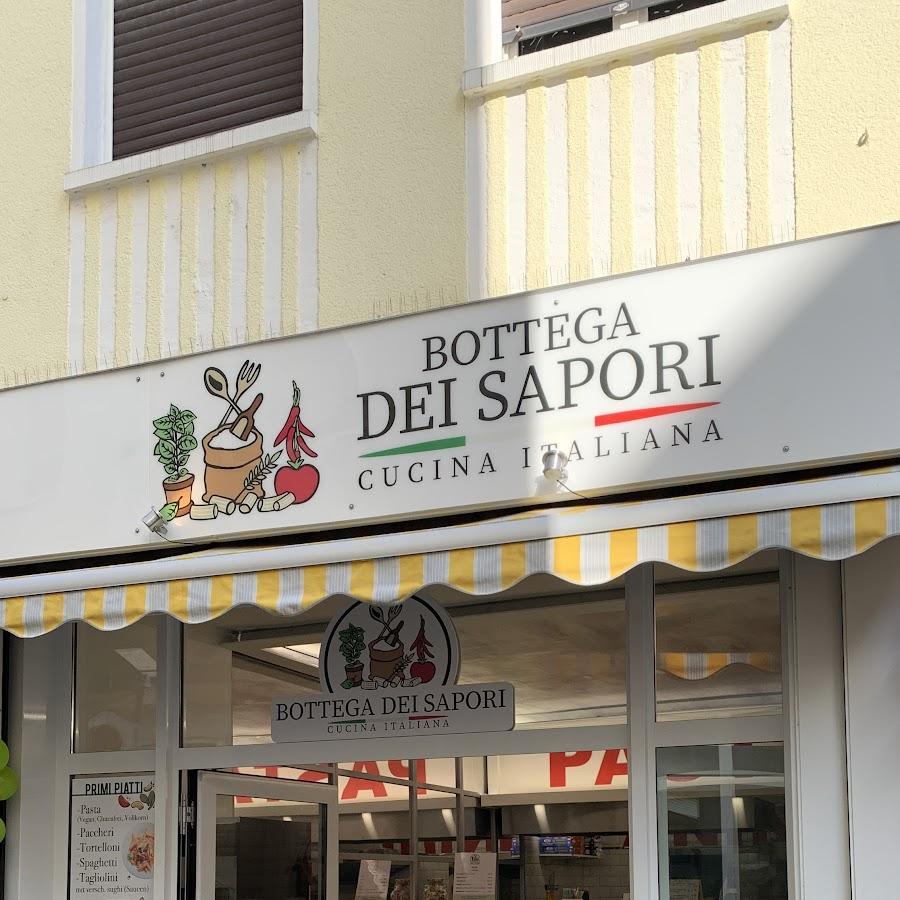 BOTTEGA
DEI SAPORI
CUCINA ITALIANA
BOTTEGA DEI SAPORI
CUCINA ITALIANA
PRIMI PIATTI
-Pasta
(Vegan, Glutenfrei, Vollkorn)
-Paccheri
-Tortelloni
-Spaghetti
-Tagliolini
met versch. sughi (Saucen)